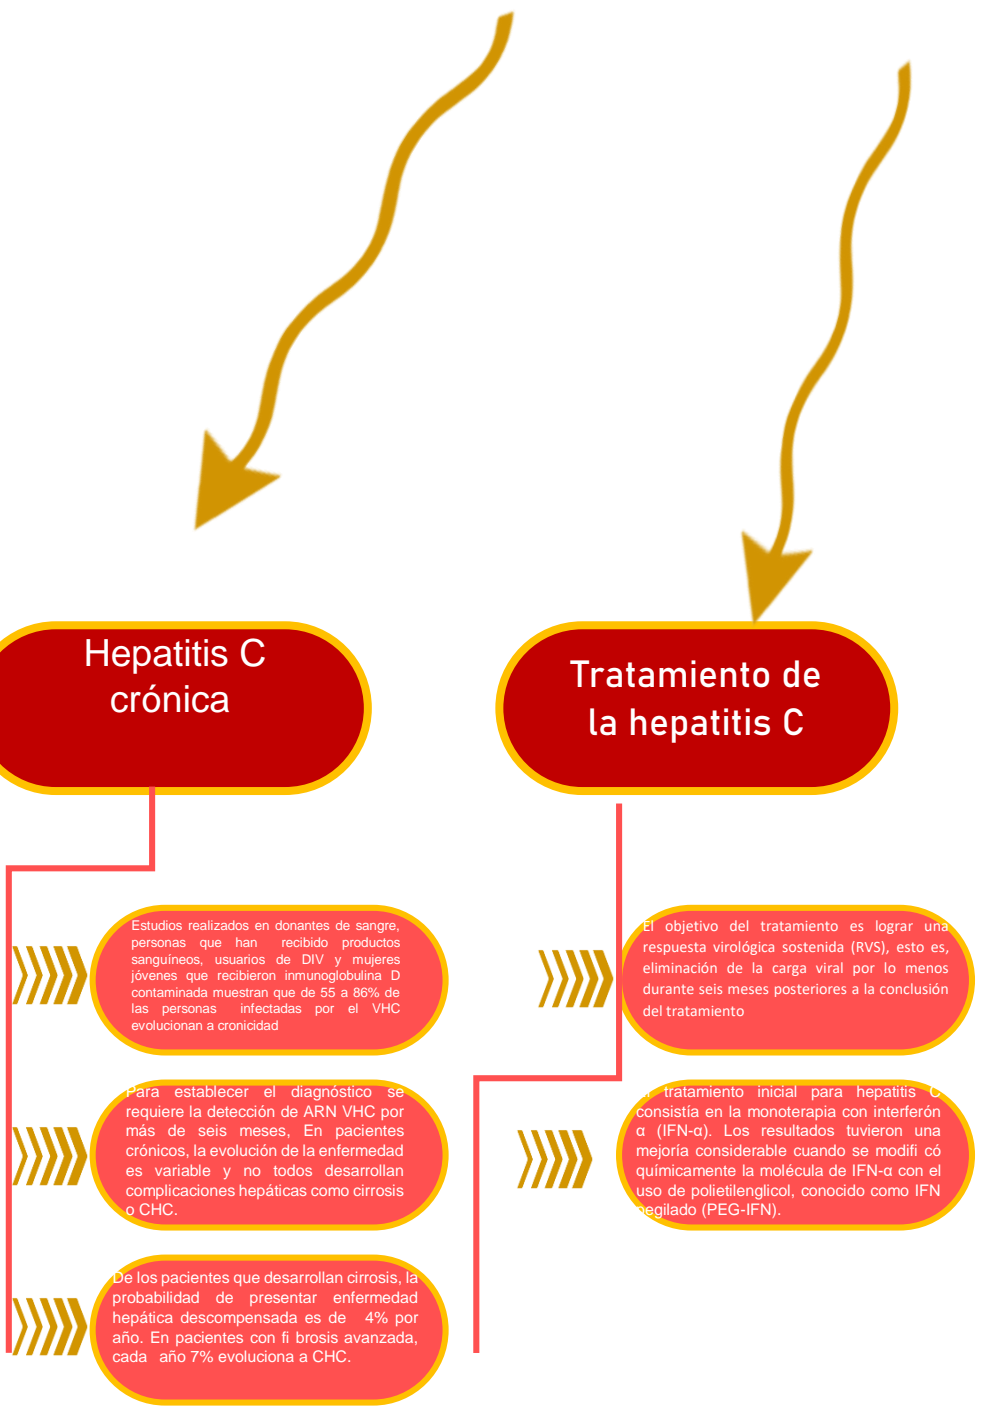 Hepatitis C
crónica
Tratamiento de
la hepatitis C
Estudios realizados en donantes de sangre,
personas que han recibido productos
sanguíneos, usuarios de DIV y mujeres
jóvenes que recibieron inmunoglobulina D
contaminada muestran que de 55 a 86% de
las personas infectadas por el VHC
evolucionan a cronicidad
Para establecer el diagnóstico se
requiere la detección de ARN VHC por
más de seis meses, En pacientes
crónicos, la evolución de la enfermedad
es variable y no todos desarrollan
complicaciones hepáticas como cirrosis
o CHC.
De los pacientes que desarrollan cirrosis, la
probabilidad de presentar enfermedad
hepática descompensada es de 4% por
año. En pacientes con fi brosis avanzada,
cada año 7% evoluciona a CHC.
El objetivo del tratamiento es lograr una
respuesta virológica sostenida (RVS), esto es,
eliminación de la carga viral por lo menos
durante seis meses posteriores a la conclusión
del tratamiento
tratamiento inicial para hepatitis C
consistía en la monoterapia con interferón
α (IFN-α). Los resultados tuvieron una
mejoría considerable cuando se modifi có
químicamente la molécula de IFN-α con el
uso de polietilenglicol, conocido como IFN
pegilado (PEG-IFN).